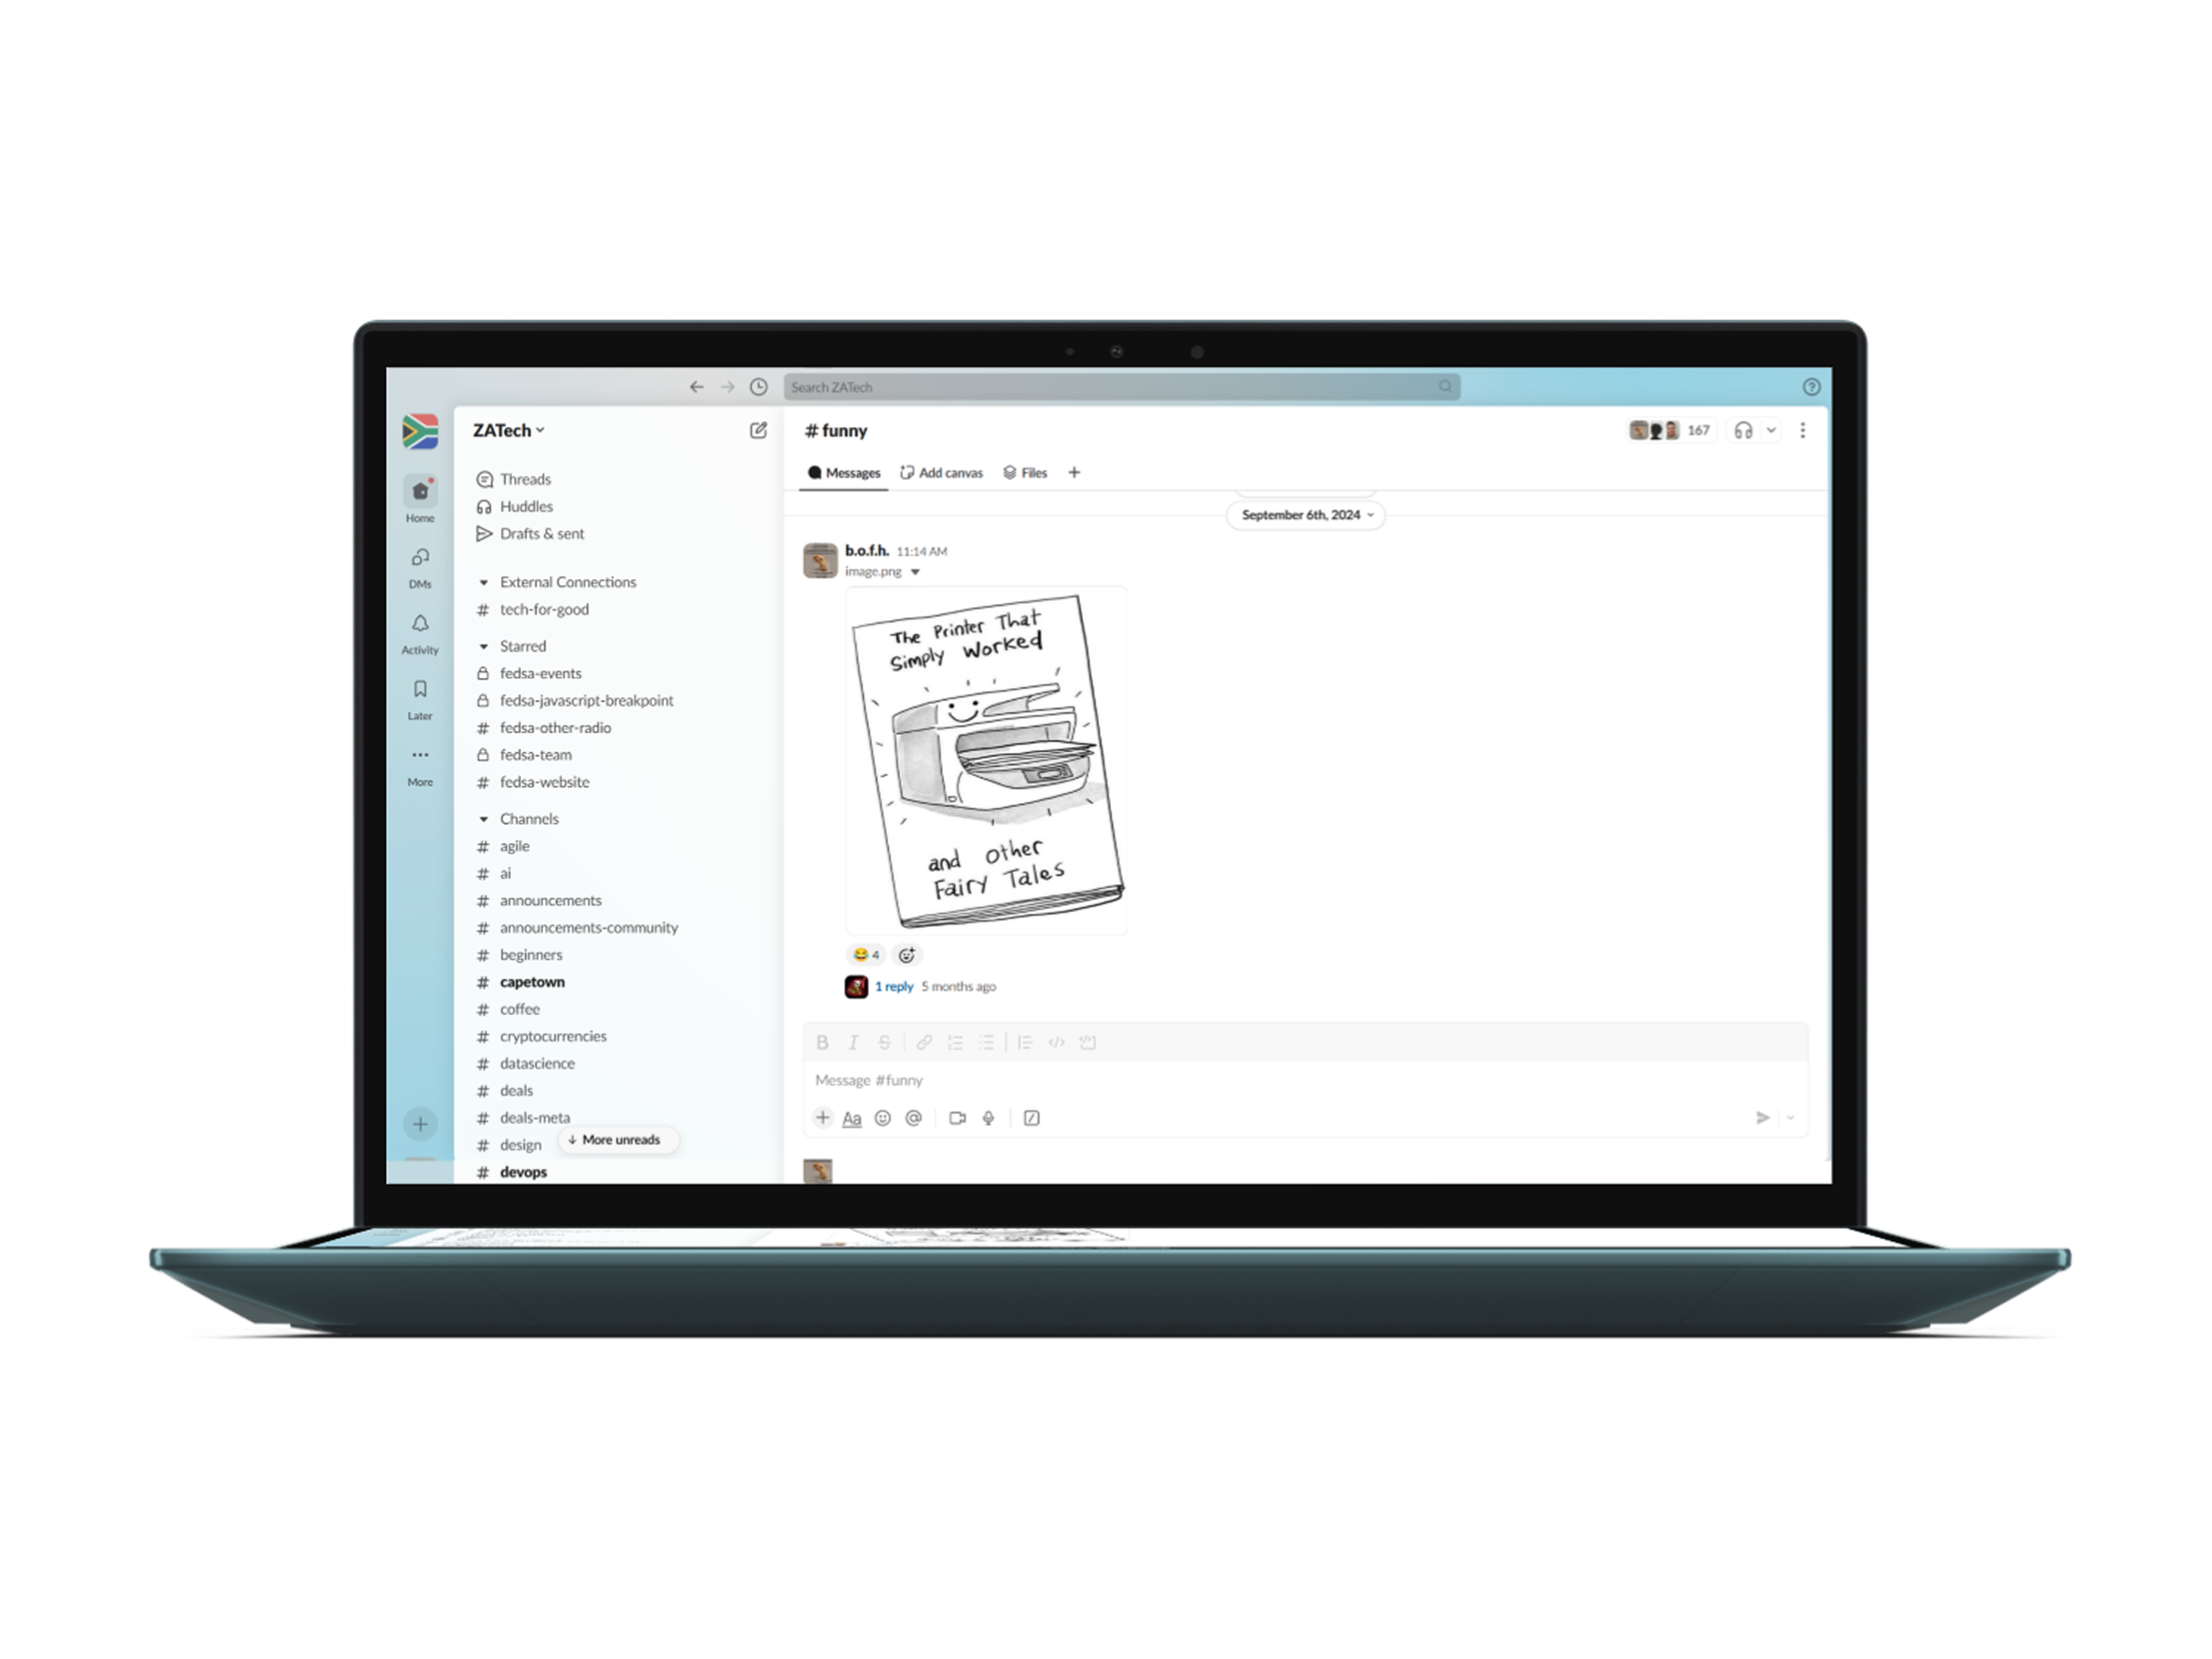 Search ZATech
ZATech
Home
DMs
Activity
Later
More
Threads
Huddles
Drafts & sent
External Connections
# tech-for-good
Starred
fedsa-events
fedsa-javascript-breakpoint
# fedsa-other-radio
fedsa-team
# fedsa-website
Channels
# agile
# ai
# announcements
# announcements-community
# beginners
# capetown
# coffee
# cryptocurrencies
# datascience
# deals
# deals-meta
# design
More unreads
# devops
# funny
167
Messages
Add canvas
Files
September 6th, 2024
b.o.f.h. 11:14 AM
image.png
The Printer That
Simply Worked
and Other
Fairy Tales
4
1 reply 5 months ago
B I S
Message #funny
Aa